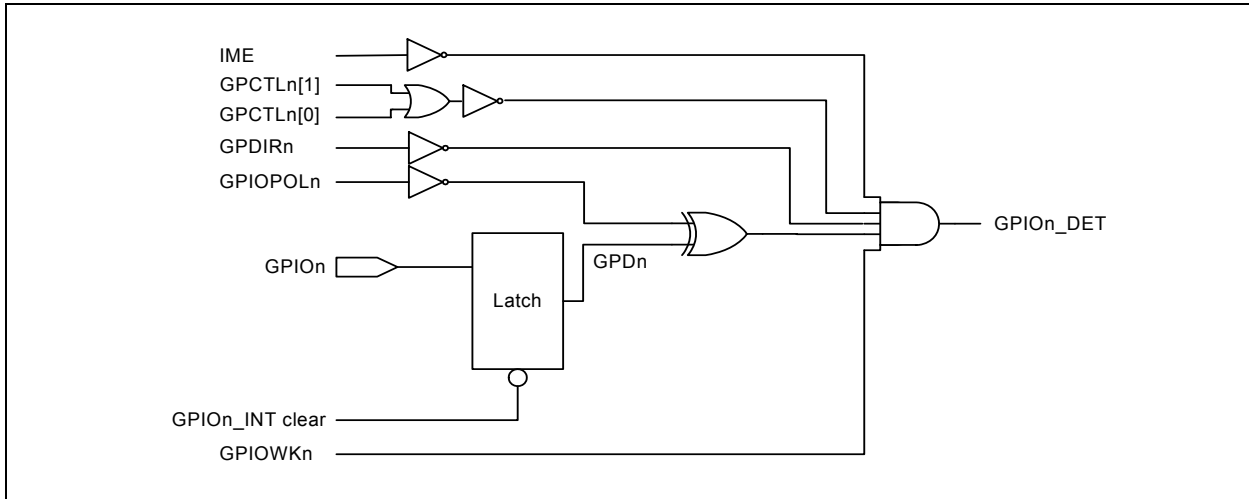 IME
GPCTLn[1]
GPCTLn[0]
GPDIRn
GPIOPOLn
GPIOn_DET
GPIOn
GPDn
Latch
GPIOn_INT clear
GPIOWKn